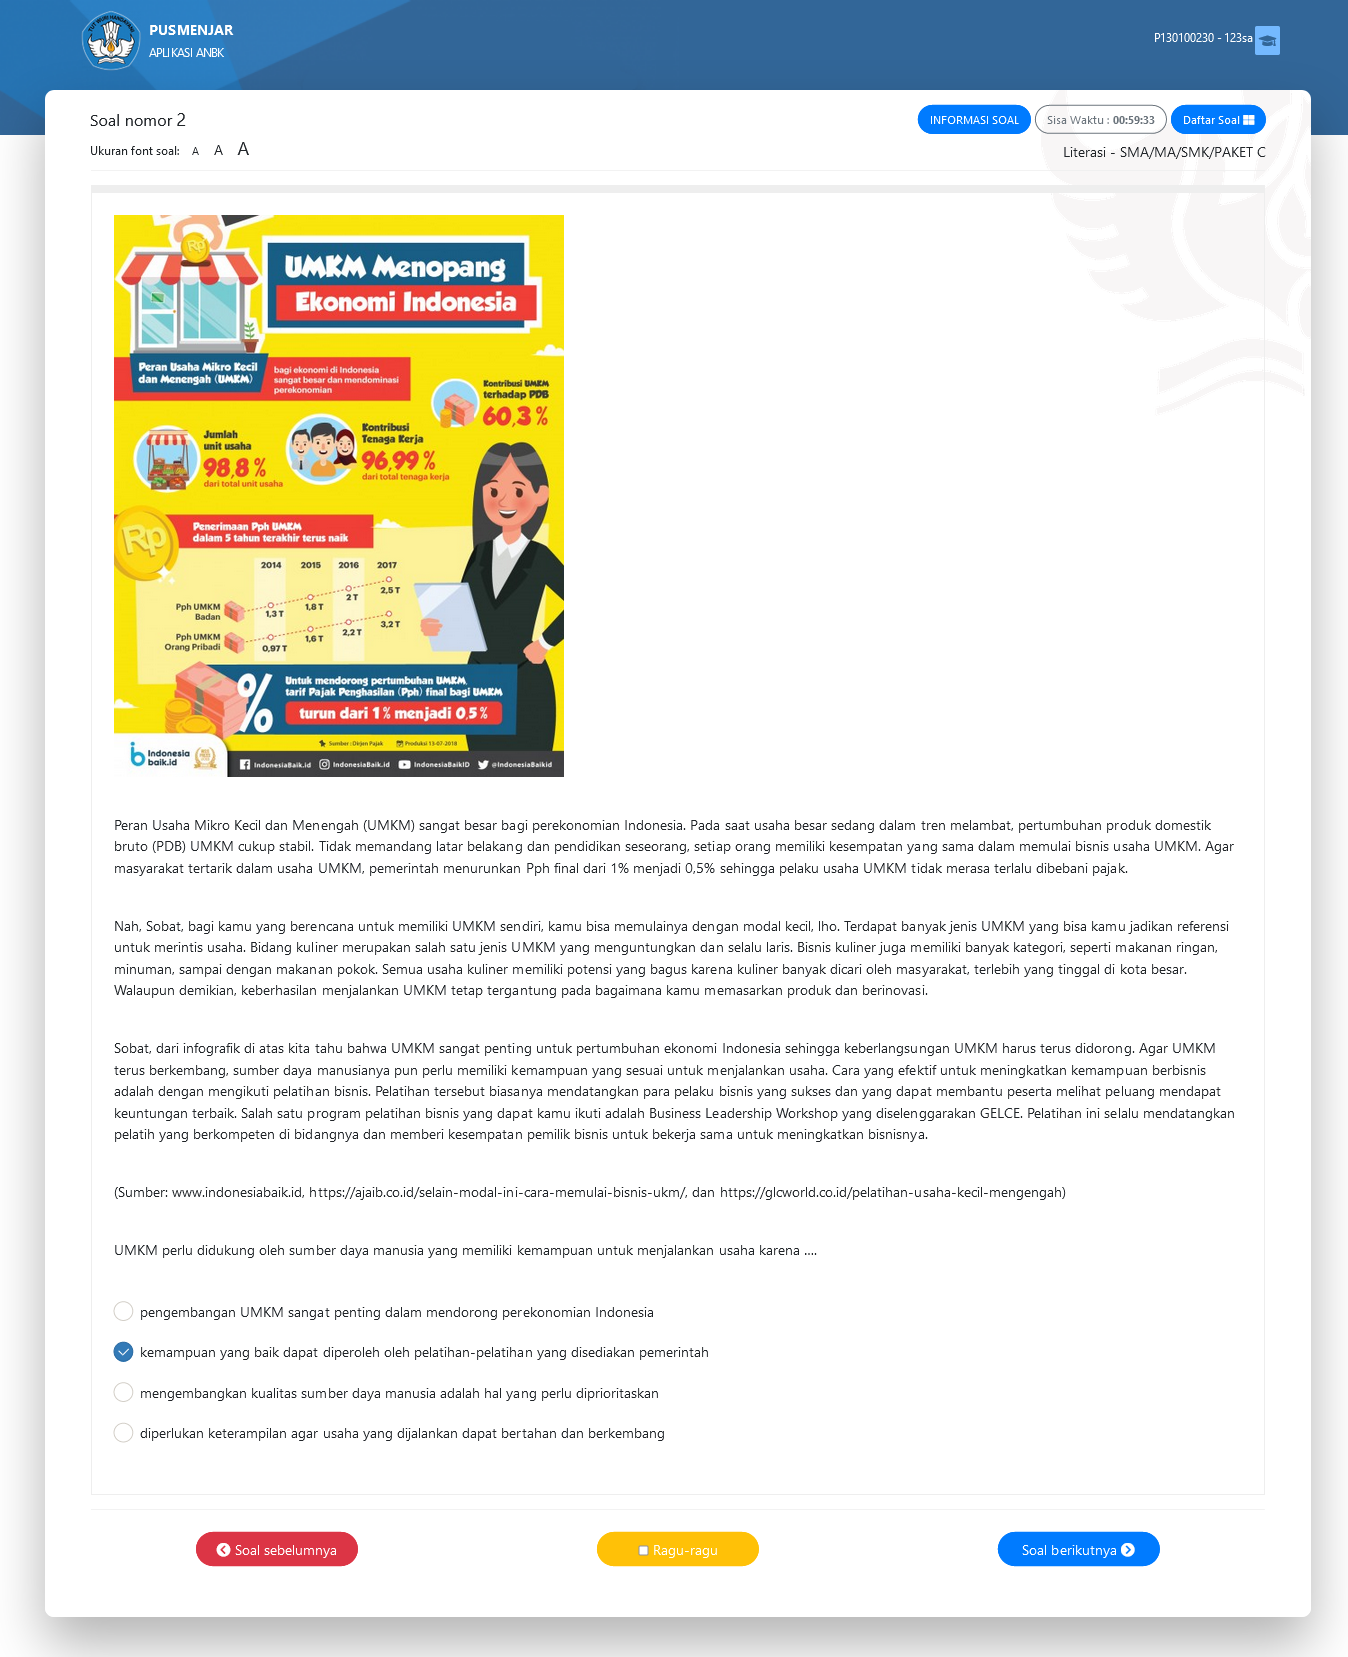 PUSMENJAR
APLIKASI ANBK
P130100230 - 123sa
Soal nomor 2
INFORMASI SOAL
Sisa Waktu : 00:59:33
Daftar Soal
Ukuran font soal: A A A
Literasi - SMA/MA/SMK/PAKET C
Rp
UMKM Menopang
Ekonomi Indonesia
Peran Usaha Mikro Kecil
dan Menengah (UMKM)
bagi ekonomi di Indonesia
sangat besar dan mendominasi
perekonomian
Kontribusi UMKM
terhadap PDB
60,3 %
Jumlah
unit usaha
98,8 %
dari total unit usaha
Kontribusi
Tenaga Kerja
96,99 %
dari total tenaga kerja
Rp
Penerimaan Pph UMKM
dalam 5 tahun terakhir terus naik
2014 2015 2016 2017
Pph UMKM
Badan
1,3 T 1,8 T 2 T 2,5 T
Pph UMKM
Orang Pribadi
0,97 T 1,6 T 2,2 T 3,2 T
%
Untuk mendorong pertumbuhan UMKM,
tarif Pajak Penghasilan (Pph) final bagi UMKM
turun dari 1 % menjadi 0,5 %
Sumber : Dirjen Pajak Produksi 13-07-2018
Indonesia
baik.id
IndonesiaBaik.id IndonesiaBaik.id IndonesiaBaikID @IndonesiaBaikid
Peran Usaha Mikro Kecil dan Menengah (UMKM) sangat besar bagi perekonomian Indonesia. Pada saat usaha besar sedang dalam tren melambat, pertumbuhan produk domestik
bruto (PDB) UMKM cukup stabil. Tidak memandang latar belakang dan pendidikan seseorang, setiap orang memiliki kesempatan yang sama dalam memulai bisnis usaha UMKM. Agar
masyarakat tertarik dalam usaha UMKM, pemerintah menurunkan Pph final dari 1% menjadi 0,5% sehingga pelaku usaha UMKM tidak merasa terlalu dibebani pajak.
Nah, Sobat, bagi kamu yang berencana untuk memiliki UMKM sendiri, kamu bisa memulainya dengan modal kecil, lho. Terdapat banyak jenis UMKM yang bisa kamu jadikan referensi
untuk merintis usaha. Bidang kuliner merupakan salah satu jenis UMKM yang menguntungkan dan selalu laris. Bisnis kuliner juga memiliki banyak kategori, seperti makanan ringan,
minuman, sampai dengan makanan pokok. Semua usaha kuliner memiliki potensi yang bagus karena kuliner banyak dicari oleh masyarakat, terlebih yang tinggal di kota besar.
Walaupun demikian, keberhasilan menjalankan UMKM tetap tergantung pada bagaimana kamu memasarkan produk dan berinovasi.
Sobat, dari infografik di atas kita tahu bahwa UMKM sangat penting untuk pertumbuhan ekonomi Indonesia sehingga keberlangsungan UMKM harus terus didorong. Agar UMKM
terus berkembang, sumber daya manusianya pun perlu memiliki kemampuan yang sesuai untuk menjalankan usaha. Cara yang efektif untuk meningkatkan kemampuan berbisnis
adalah dengan mengikuti pelatihan bisnis. Pelatihan tersebut biasanya mendatangkan para pelaku bisnis yang sukses dan yang dapat membantu peserta melihat peluang mendapat
keuntungan terbaik. Salah satu program pelatihan bisnis yang dapat kamu ikuti adalah Business Leadership Workshop yang diselenggarakan GELCE. Pelatihan ini selalu mendatangkan
pelatih yang berkompeten di bidangnya dan memberi kesempatan pemilik bisnis untuk bekerja sama untuk meningkatkan bisnisnya.
(Sumber: www.indonesiabaik.id, https://ajaib.co.id/selain-modal-ini-cara-memulai-bisnis-ukm/, dan https://glcworld.co.id/pelatihan-usaha-kecil-mengengah)
UMKM perlu didukung oleh sumber daya manusia yang memiliki kemampuan untuk menjalankan usaha karena ....
pengembangan UMKM sangat penting dalam mendorong perekonomian Indonesia
kemampuan yang baik dapat diperoleh oleh pelatihan-pelatihan yang disediakan pemerintah
mengembangkan kualitas sumber daya manusia adalah hal yang perlu diprioritaskan
diperlukan keterampilan agar usaha yang dijalankan dapat bertahan dan berkembang
Soal sebelumnya
Ragu-ragu
Soal berikutnya